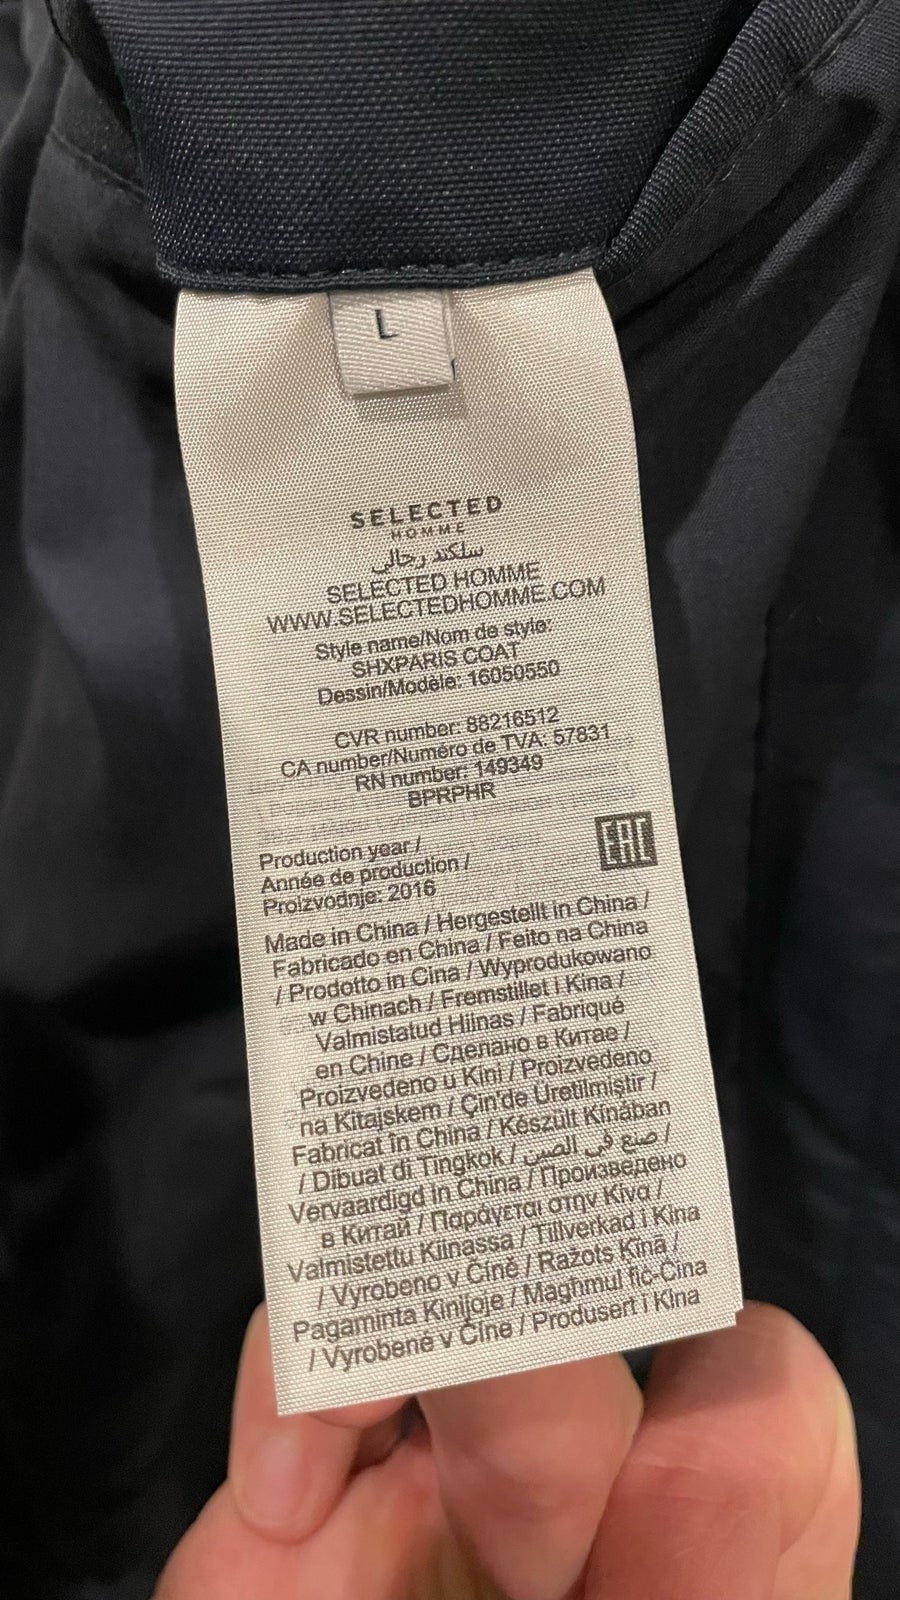 L
SELECTED
HOMME
سلكتد رجالي
SELECTED HOMME
WWW.SELECTEDHOMME.COM
Style name/Nom de style:
SHXPARIS COAT
Dessin/Modèle: 16050550
CVR number: 88216512
CA number/Numéro de TVA: 57831
RN number: 149349
BPRPHR
EAC
Production year /
Année de production /
Proizvodnje: 2016
Made in China / Hergestellt in China /
Fabricado en China / Feito na China
/ Prodotto in Cina / Wyprodukowano
w Chinach / Fremstillet i Kina /
Valmistatud Hiinas / Fabriqué
en Chine / Сделано в Китае /
Proizvedeno u Kini / Proizvedeno
na Kitajskem / Çin'de Üretilmiştir /
Fabricat în China / Készült Kínában
/ Dibuat di Tingkok / صنع في الصين /
Vervaardigd in China / Произведено
в Китай / Παράγεται στην Κίνα /
Valmistettu Kiinassa / Tillverkad i Kina
/ Vyrobeno v Číně / Ražots Ķīnā /
Pagaminta Kinijoje / Maghmul fiċ-Ċina
/ Vyrobené v Číne / Produsert i Kina